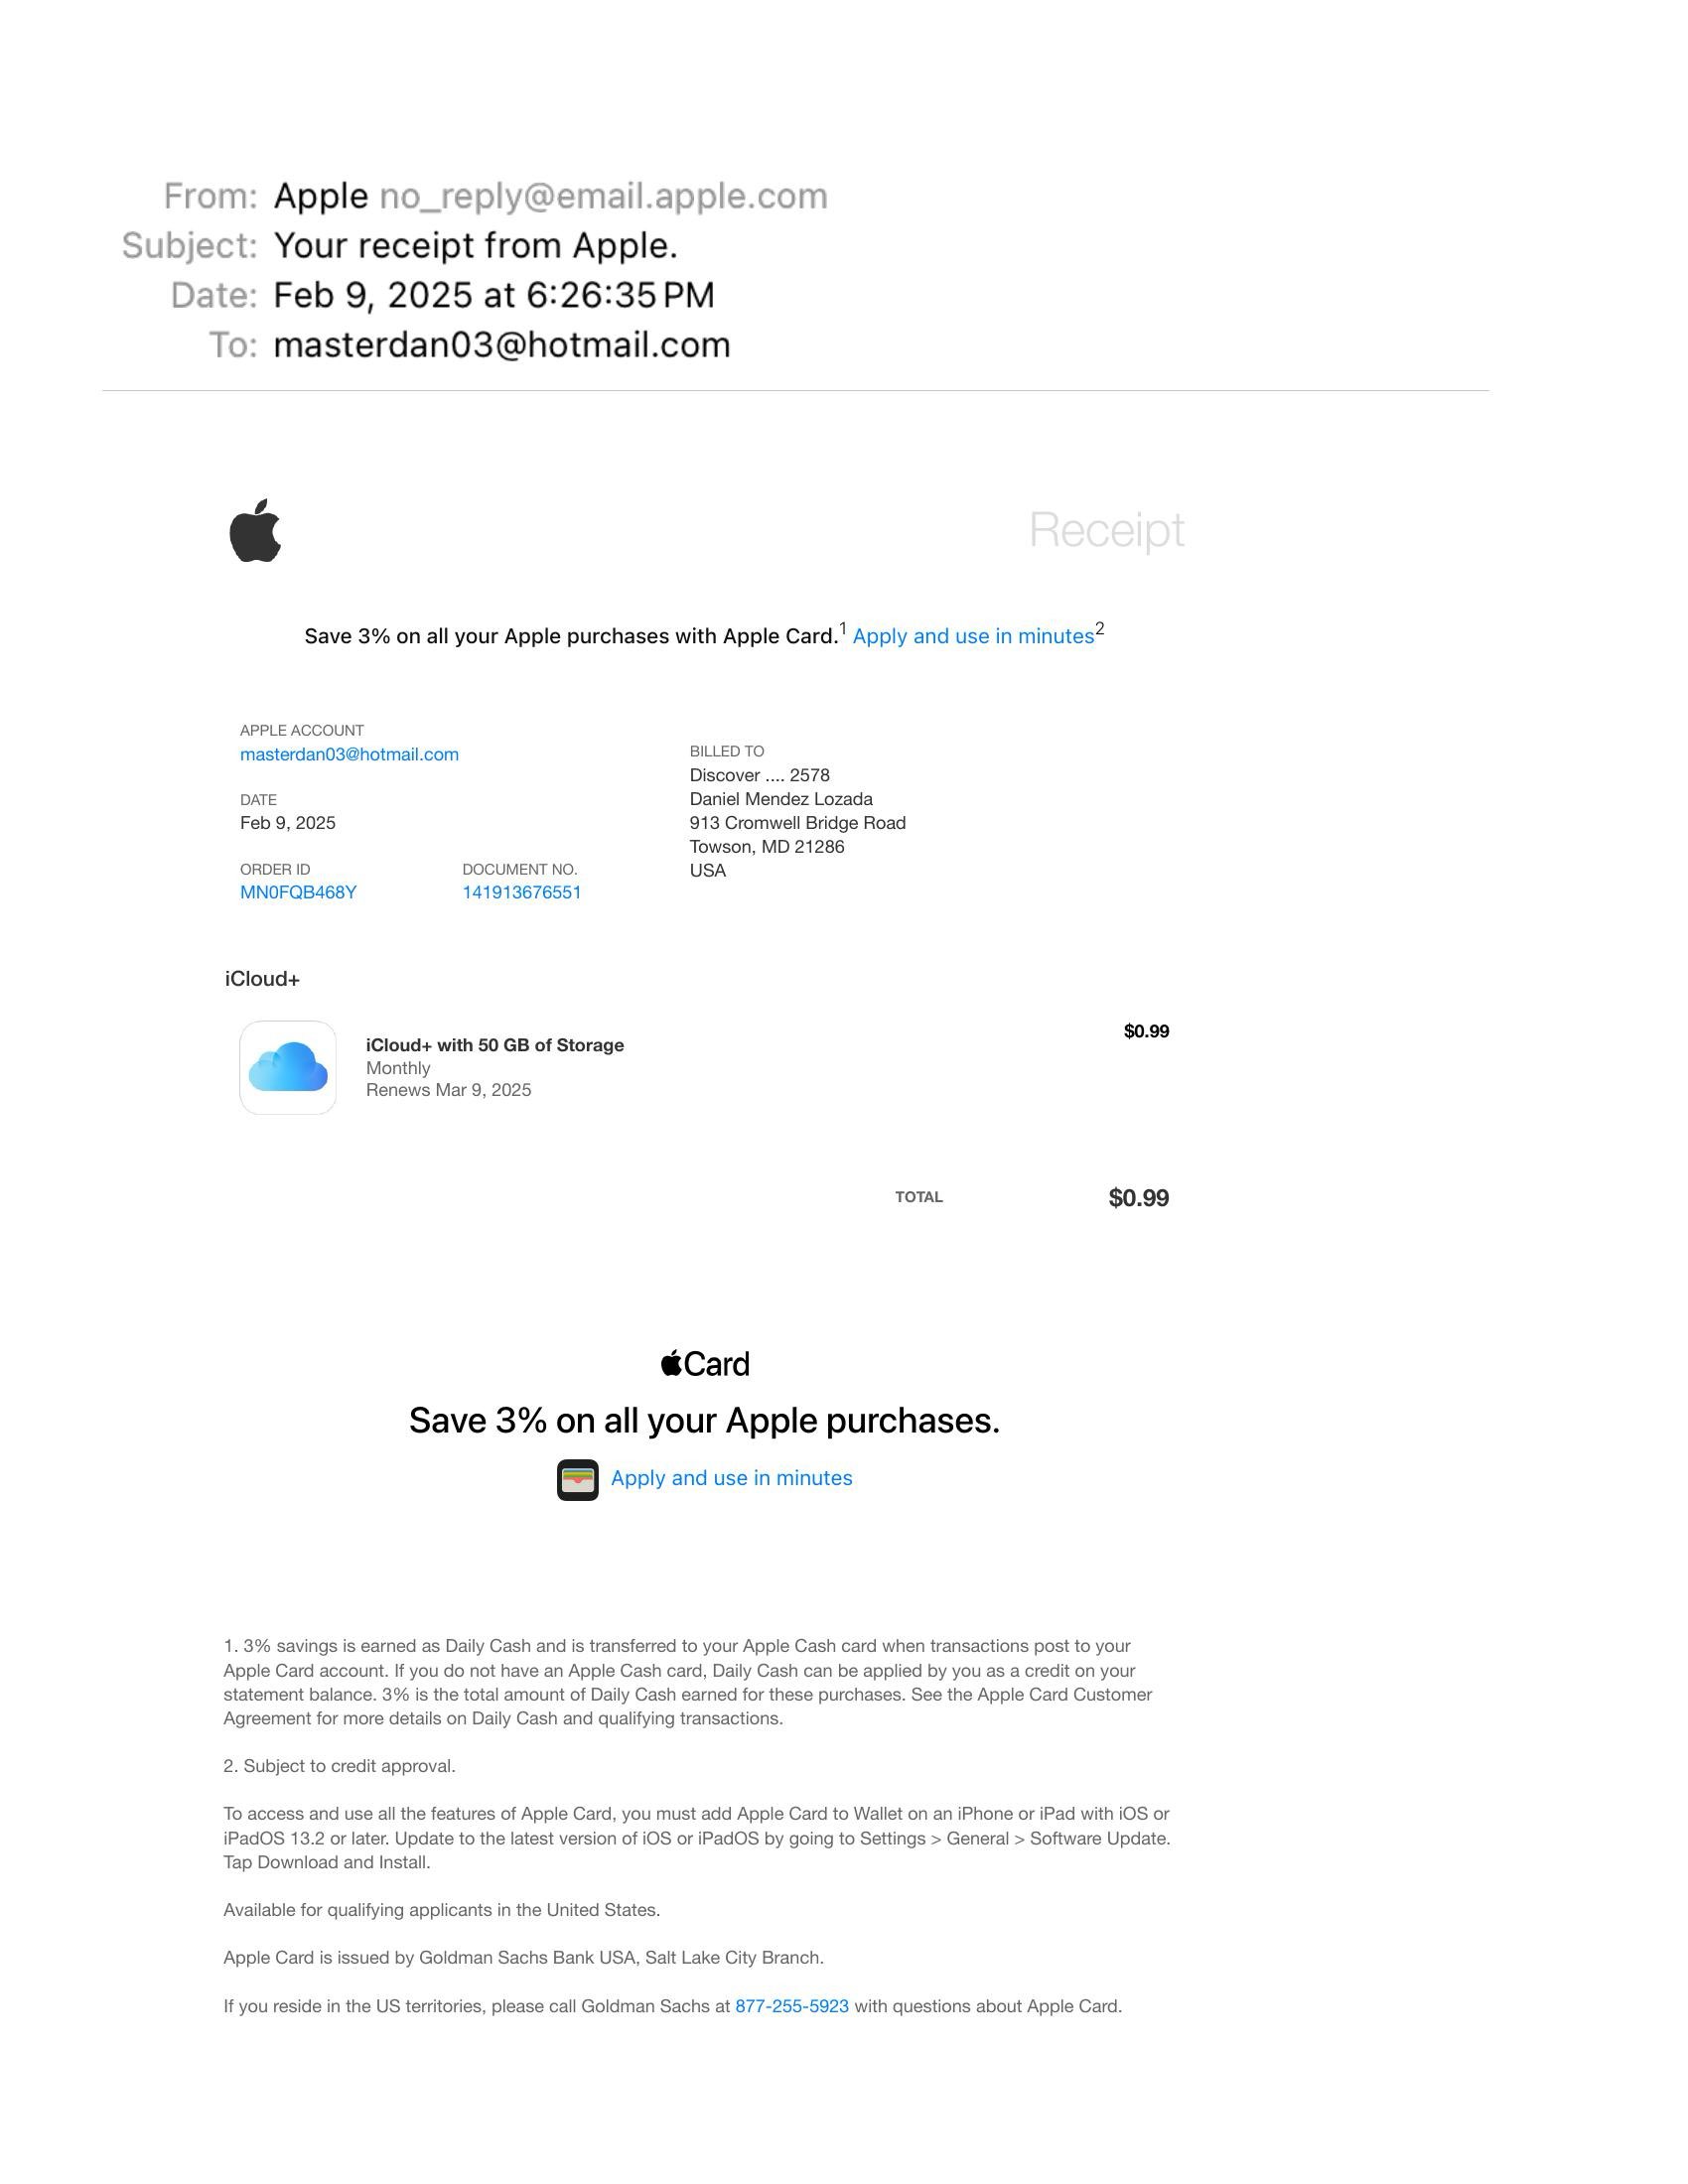 From: Apple no_reply@email.apple.com
Subject: Your receipt from Apple.
Date: Feb 9, 2025 at 6:26:35 PM
To: masterdan03@hotmail.com
Receipt
Save 3% on all your Apple purchases with Apple Card.1 Apply and use in minutes2
APPLE ACCOUNT
masterdan03@hotmail.com
DATE
Feb 9, 2025
ORDER ID
MN0FQB468Y
DOCUMENT NO.
141913676551
BILLED TO
Discover .... 2578
Daniel Mendez Lozada
913 Cromwell Bridge Road
Towson, MD 21286
USA
iCloud+
iCloud+ with 50 GB of Storage
Monthly
Renews Mar 9, 2025
$0.99
TOTAL $0.99
Card
Save 3% on all your Apple purchases.
Apply and use in minutes
1. 3% savings is earned as Daily Cash and is transferred to your Apple Cash card when transactions post to your
Apple Card account. If you do not have an Apple Cash card, Daily Cash can be applied by you as a credit on your
statement balance. 3% is the total amount of Daily Cash earned for these purchases. See the Apple Card Customer
Agreement for more details on Daily Cash and qualifying transactions.
2. Subject to credit approval.
To access and use all the features of Apple Card, you must add Apple Card to Wallet on an iPhone or iPad with iOS or
iPadOS 13.2 or later. Update to the latest version of iOS or iPadOS by going to Settings > General > Software Update.
Tap Download and Install.
Available for qualifying applicants in the United States.
Apple Card is issued by Goldman Sachs Bank USA, Salt Lake City Branch.
If you reside in the US territories, please call Goldman Sachs at 877-255-5923 with questions about Apple Card.